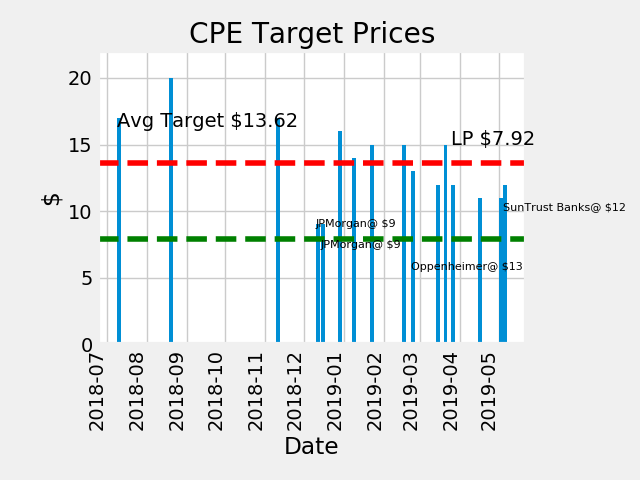 CPE Target Prices
20
Avg Target $13.62
LP $7.92
15
SunTrust Banks@ $12
10
JPMorgan@ $9
JPMorgan@ $9
Oppenheimer@ $13
5
0
$
2018-07
2018-08
2018-09
2018-10
2018-11
2018-12
2019-01
2019-02
2019-03
2019-04
2019-05
Date